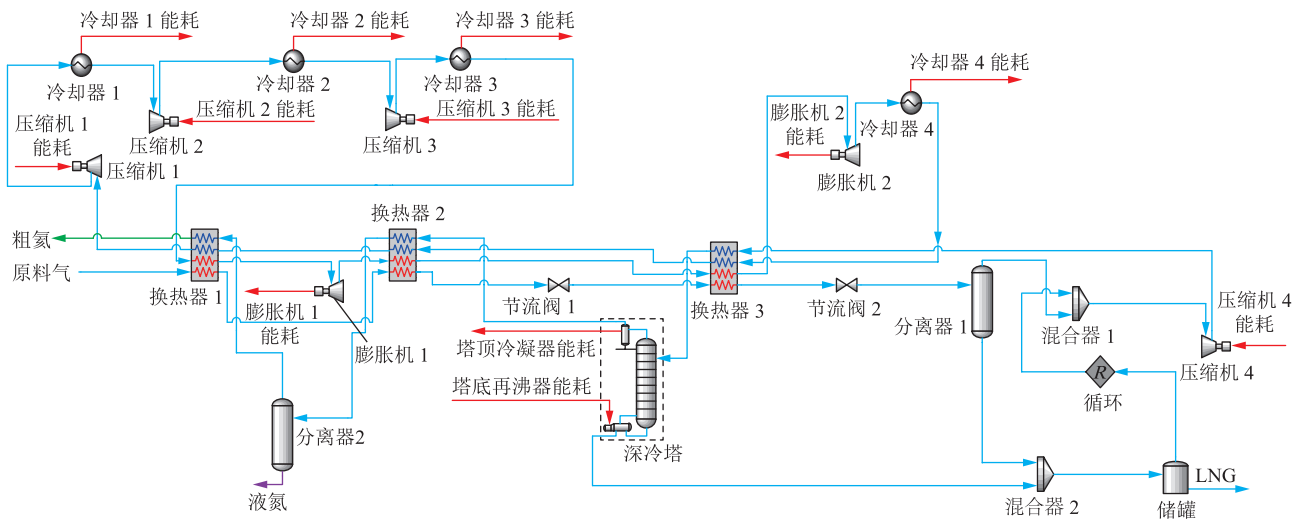 冷却器 1 能耗
冷却器 2 能耗
冷却器 3 能耗
冷却器 4 能耗
冷却器 1
冷却器 2
冷却器 3
冷却器 4
压缩机 1
能耗
压缩机 2 能耗
压缩机 3 能耗
膨胀机 2
能耗
压缩机 1
压缩机 2
压缩机 3
膨胀机 2
粗氦
原料气
换热器 1
换热器 2
换热器 3
膨胀机 1
能耗
膨胀机 1
节流阀 1
节流阀 2
塔顶冷凝器能耗
塔底再沸器能耗
深冷塔
分离器 1
混合器 1
压缩机 4
能耗
压缩机 4
R
循环
分离器2
液氮
混合器 2
储罐
LNG